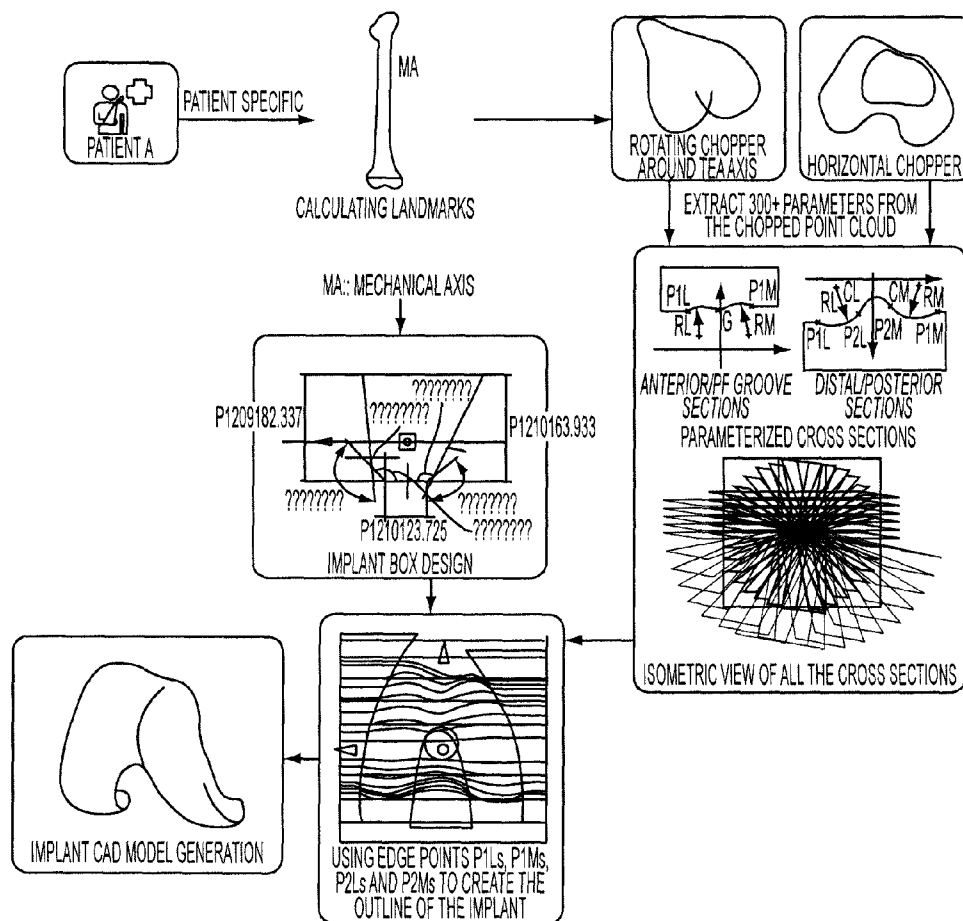 PATIENT A
PATIENT SPECIFIC
MA
CALCULATING LANDMARKS
ROTATING CHOPPER
AROUND TEA AXIS
HORIZONTAL CHOPPER
EXTRACT 300+ PARAMETERS FROM
THE CHOPPED POINT CLOUD
P1L P1M
RL G RM
ANTERIOR/PF GROOVE
SECTIONS
RL CL CM RM
P1L P2L P2M P1M
DISTAL/POSTERIOR
SECTIONS
PARAMETERIZED CROSS SECTIONS
ISOMETRIC VIEW OF ALL THE CROSS SECTIONS
MA:: MECHANICAL AXIS
????????
????????
P1209182.337
P1210163.933
????????
????????
P1210123.725
????????
IMPLANT BOX DESIGN
USING EDGE POINTS P1Ls, P1Ms,
P2Ls AND P2Ms TO CREATE THE
OUTLINE OF THE IMPLANT
IMPLANT CAD MODEL GENERATION